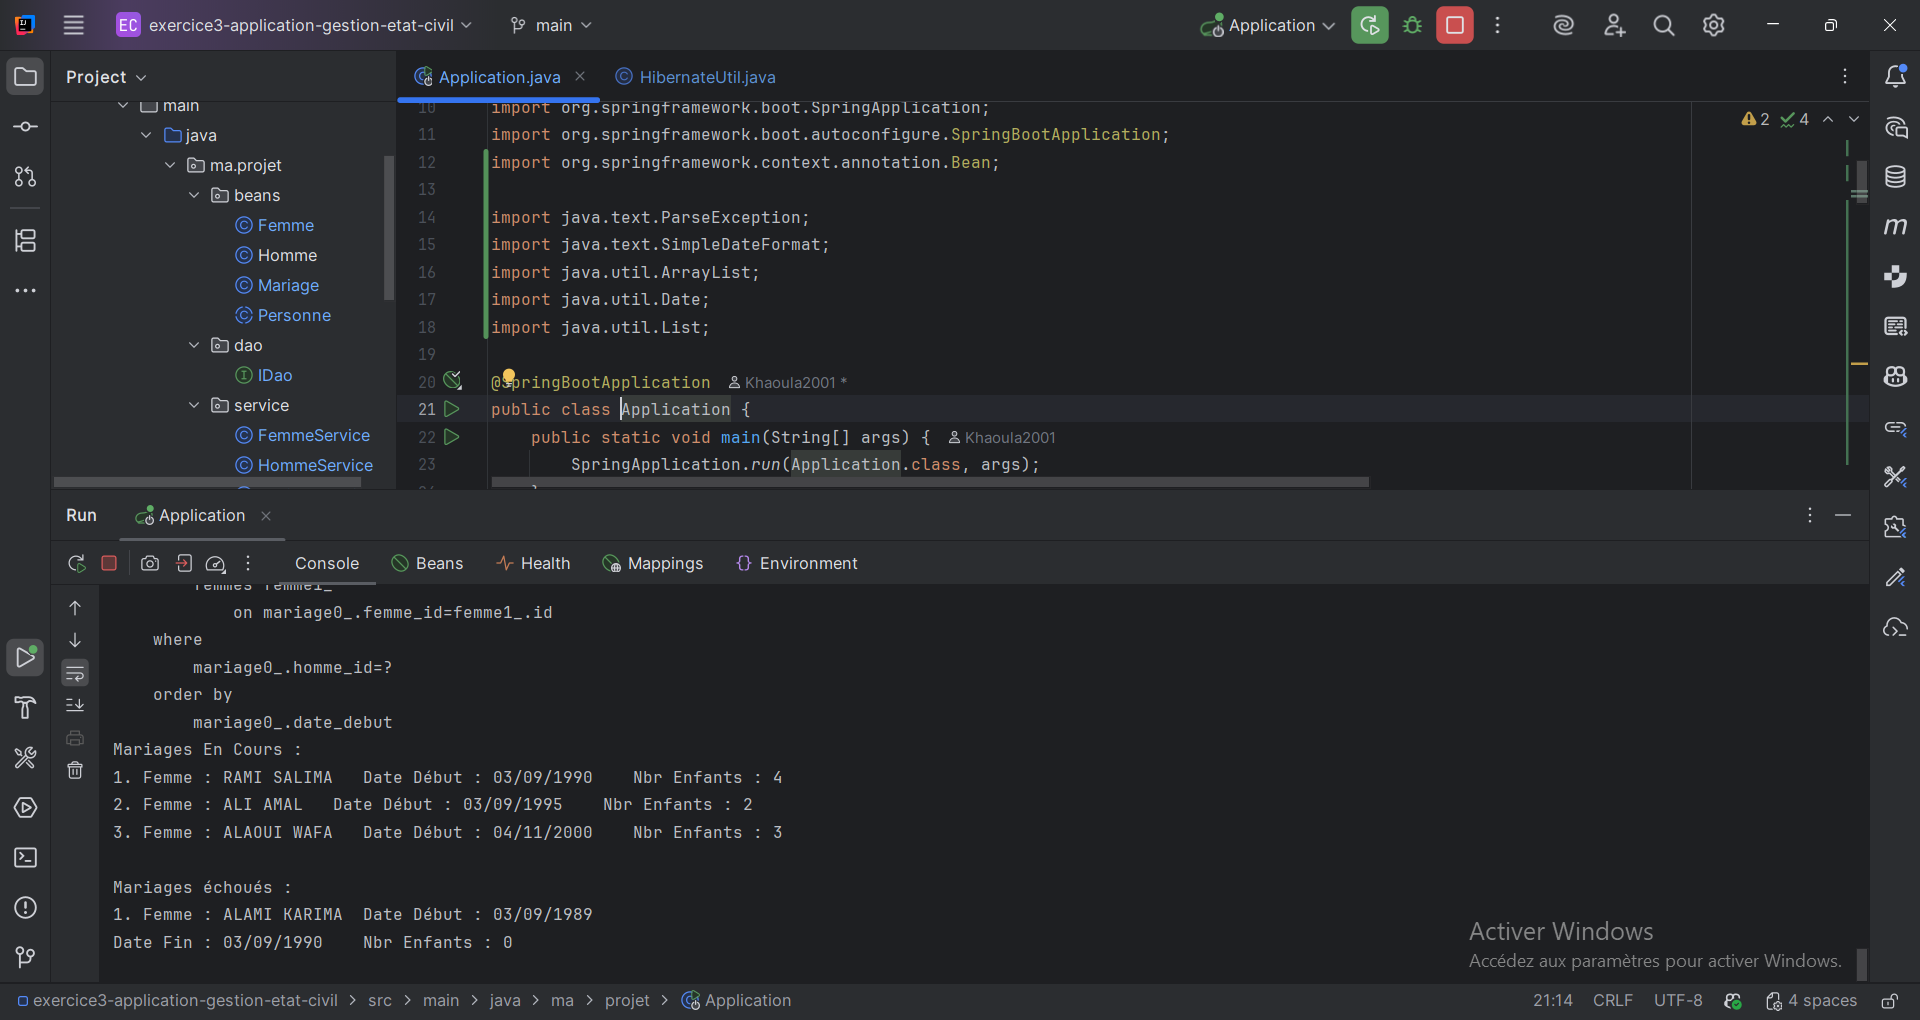 EC exercice3-application-gestion-etat-civil main Application
Project
Application.java HibernateUtil.java
main
java
ma.projet
beans
Femme
Homme
Mariage
Personne
dao
IDao
service
FemmeService
HommeService
10 import org.springframework.boot.SpringApplication;
11 import org.springframework.boot.autoconfigure.SpringBootApplication;
12 import org.springframework.context.annotation.Bean;
13
14 import java.text.ParseException;
15 import java.text.SimpleDateFormat;
16 import java.util.ArrayList;
17 import java.util.Date;
18 import java.util.List;
19
20 @SpringBootApplication Khaoula2001 *
21 public class Application {
22 public static void main(String[] args) { Khaoula2001
23 SpringApplication.run(Application.class, args);
2 4
Run Application
Console Beans Health Mappings Environment
femmes femme1_
on mariage0_.femme_id=femme1_.id
where
mariage0_.homme_id=?
order by
mariage0_.date_debut
Mariages En Cours :
1. Femme : RAMI SALIMA Date Début : 03/09/1990 Nbr Enfants : 4
2. Femme : ALI AMAL Date Début : 03/09/1995 Nbr Enfants : 2
3. Femme : ALAOUI WAFA Date Début : 04/11/2000 Nbr Enfants : 3
Mariages échoués :
1. Femme : ALAMI KARIMA Date Début : 03/09/1989
Date Fin : 03/09/1990 Nbr Enfants : 0
Activer Windows
Accédez aux paramètres pour activer Windows.
exercice3-application-gestion-etat-civil > src > main > java > ma > projet > Application
21:14 CRLF UTF-8 4 spaces